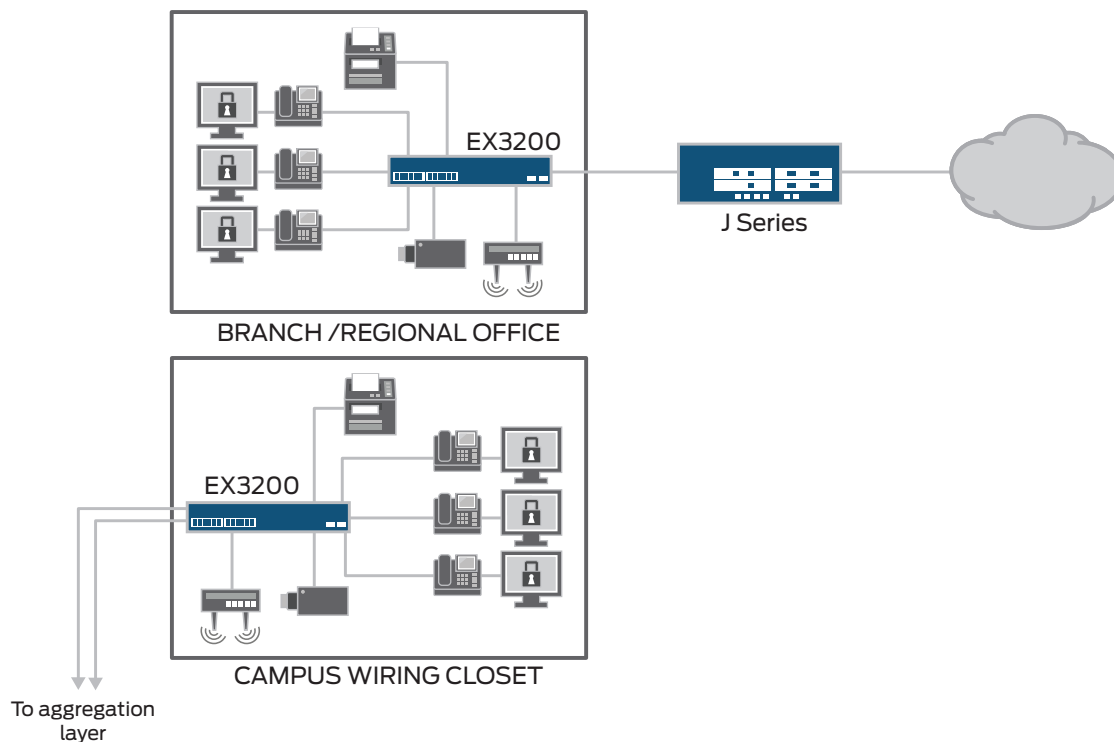 EX3200
J Series
BRANCH /REGIONAL OFFICE
EX3200
CAMPUS WIRING CLOSET
To aggregation
layer